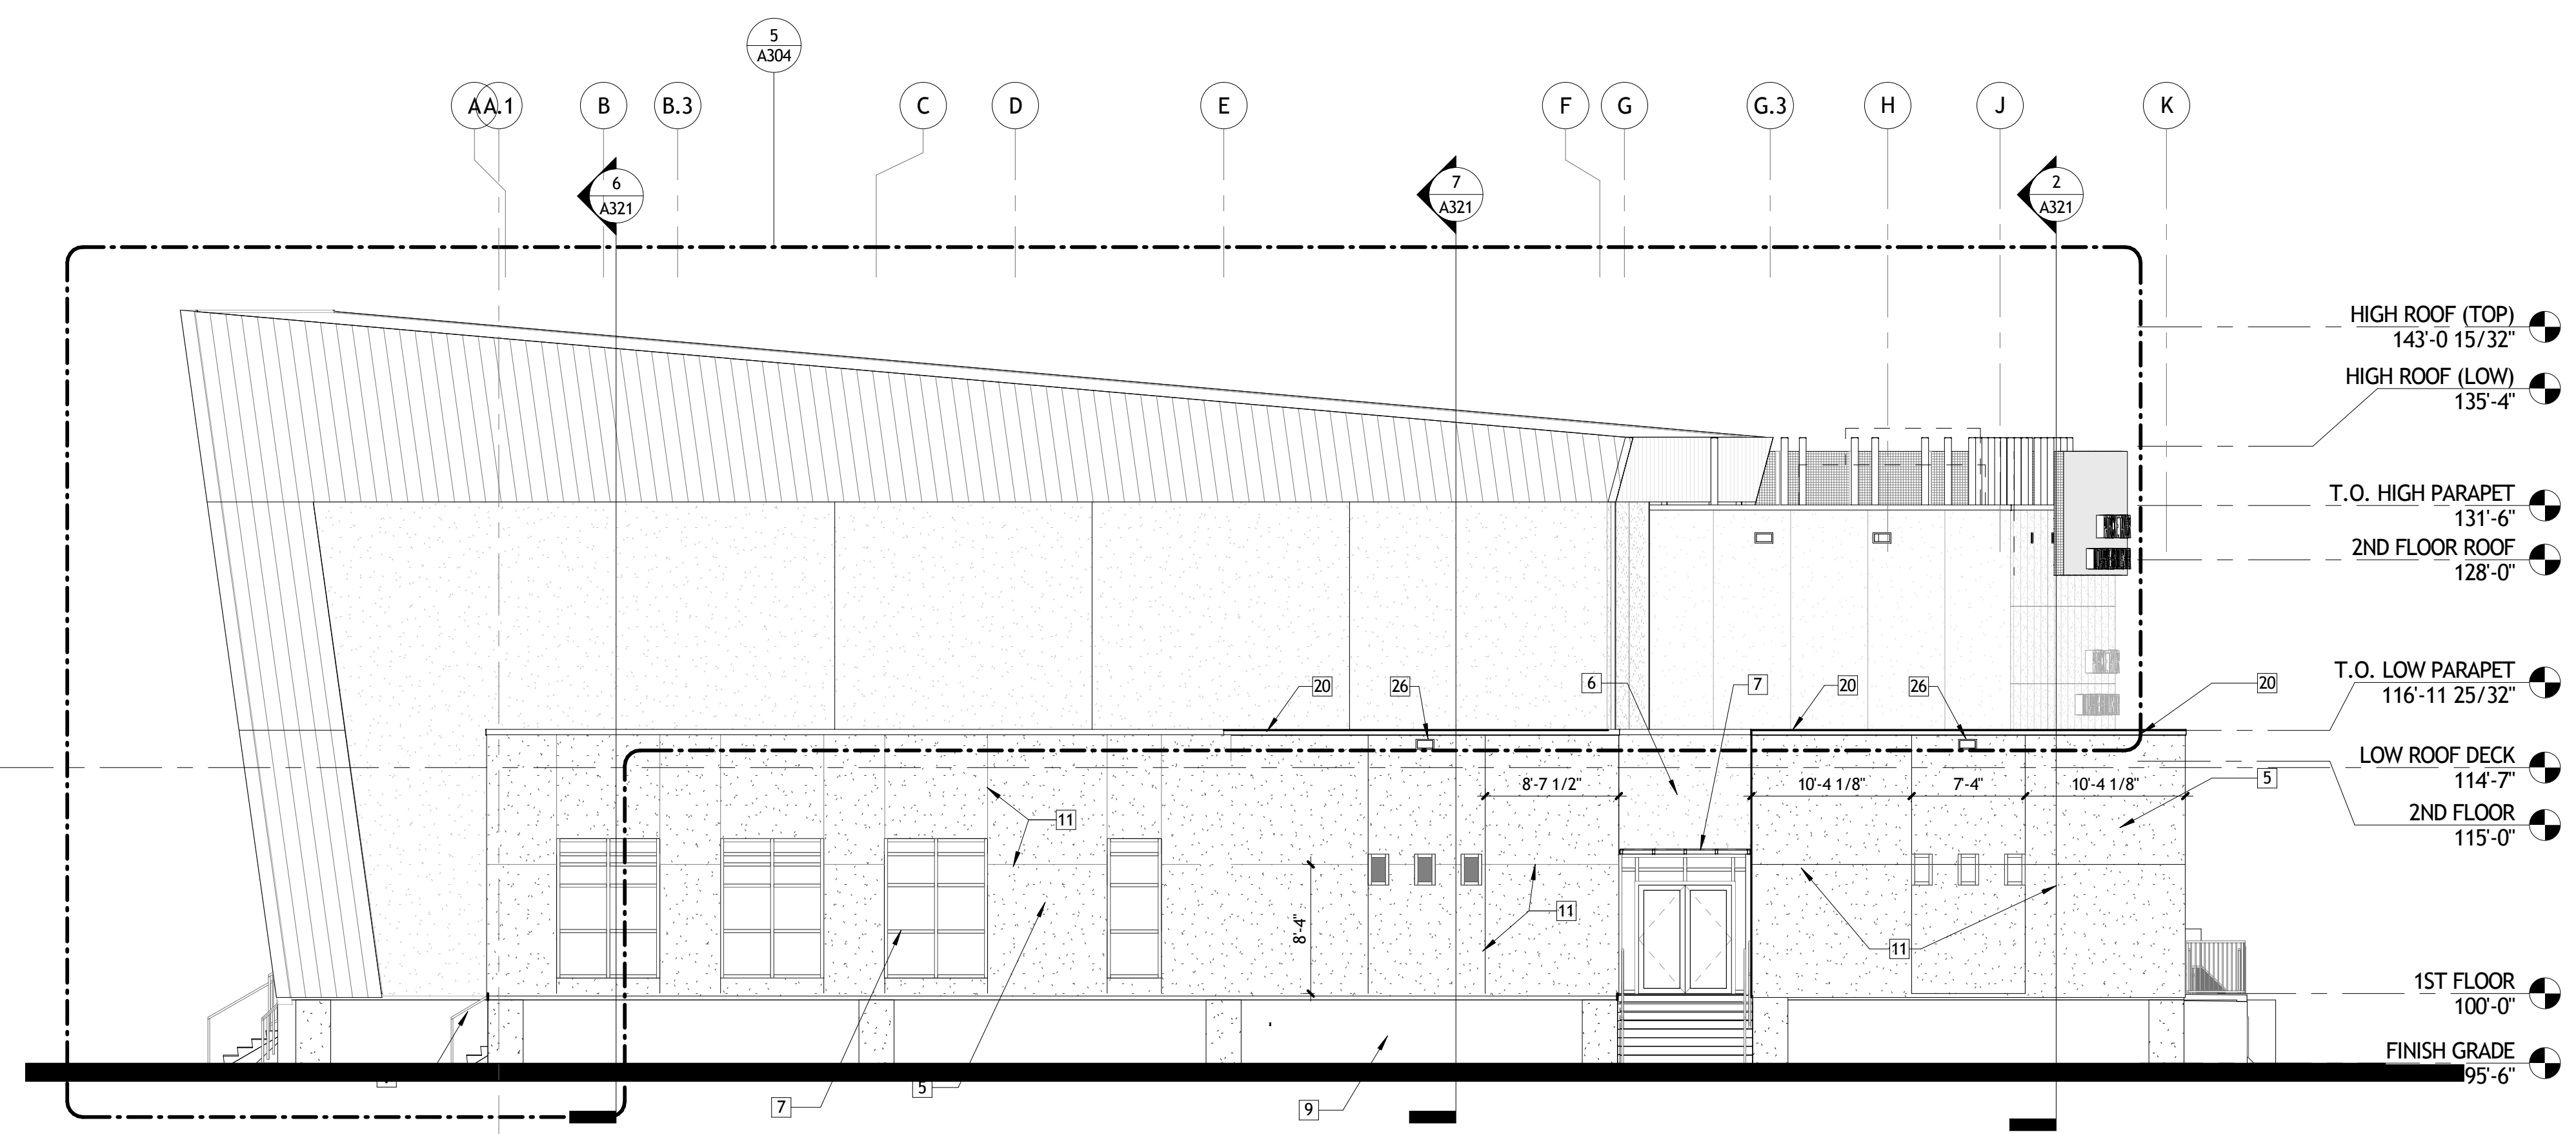 5
A304
A
A.1
B
B.3
C
D
E
F
G
G.3
H
J
K
6
A321
7
A321
2
A321
HIGH ROOF (TOP)
143'-0 15/32"
HIGH ROOF (LOW)
135'-4"
T.O. HIGH PARAPET
131'-6"
2ND FLOOR ROOF
128'-0"
T.O. LOW PARAPET
116'-11 25/32"
20
26
6
7
20
26
20
LOW ROOF DECK
114'-7"
8'-7 1/2"
10'-4 1/8"
7'-4"
10'-4 1/8"
5
2ND FLOOR
115'-0"
11
11
11
8'-4"
1ST FLOOR
100'-0"
FINISH GRADE
95'-6"
5
7
9